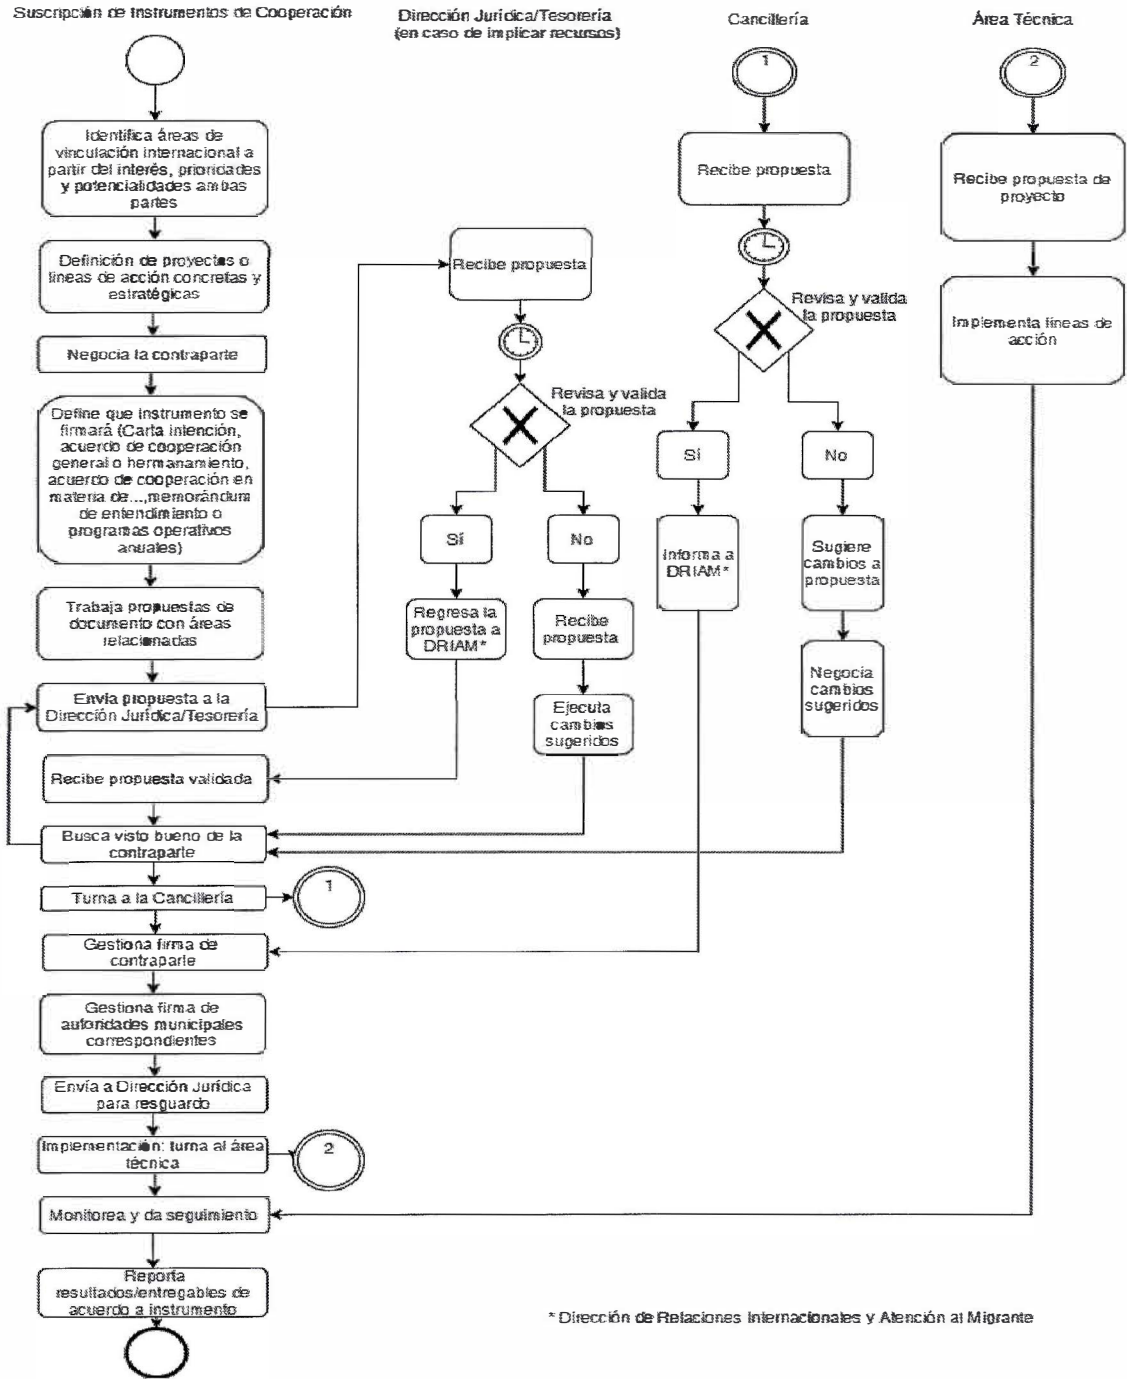 Suscripción de Instrumentos de Cooperación
Dirección Jurídica/Tesorería
(en caso de implicar recursos)
Cancillería
Área Técnica
Identifica áreas de
vinculación internacional a
partir del interés, prioridades
y potencialidades ambas
partes
Definición de proyectos o
líneas de acción concretas y
estratégicas
Negocia la contraparte
Define que instrumento se
firmará (Carta intención,
acuerdo de cooperación
general o hermanamiento,
acuerdo de cooperación en
materia de...,memorándum
de entendimiento o
programas operativos
anuales)
Trabaja propuestas de
documento con áreas
relacionadas
Envía propuesta a la
Dirección Jurídica/Tesorería
Recibe propuesta validada
Busca visto bueno de la
contraparte
Turna a la Cancillería
1
Gestiona firma de
contraparte
Gestiona firma de
autoridades municipales
correspondientes
Envía a Dirección Jurídica
para resguardo
Implementación: turna al área
técnica
2
Monitorea y da seguimiento
Reporta
resultados/entregables de
acuerdo a instrumento
Recibe propuesta
Revisa y valida
la propuesta
Sí
No
Regresa la
propuesta a
DRIAM*
Recibe
propuesta
Ejecuta
cambios
sugeridos
1
Recibe propuesta
Revisa y valida
la propuesta
Sí
No
Informa a
DRIAM*
Sugiere
cambios a
propuesta
Negocia
cambios
sugeridos
2
Recibe propuesta de
proyecto
Implementa líneas de
acción
* Dirección de Relaciones Internacionales y Atención al Migrante